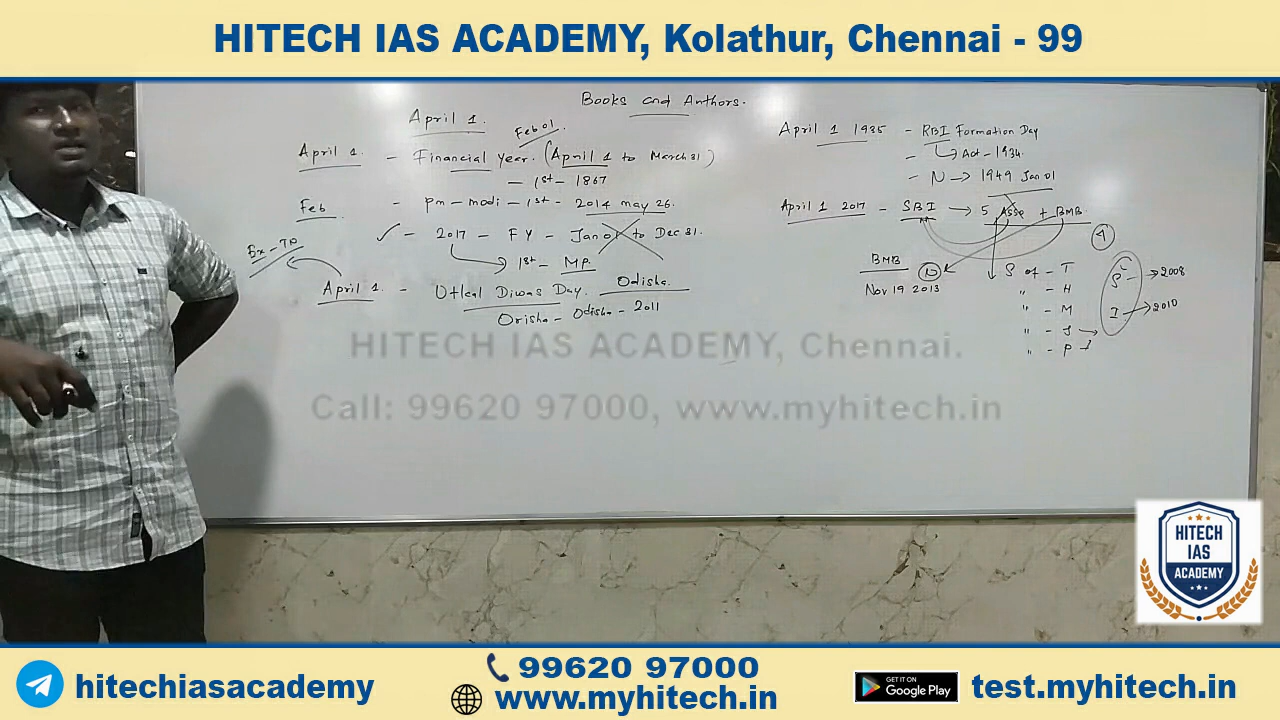 HITECH IAS ACADEMY, Kolathur, Chennai - 99
Books and Authors.
April 1.
Feb 01.
April 1. - Financial Year. (April 1 to March 31)
- 1st - 1867
Feb - Pm - modi - 1st - 2014 may 26.
✓ - 2017 - FY - Jan 01 to Dec 31.
1st - MP.
April 1. - Utkal Diwas Day. Odisha.
Orisha - Odisha - 2011
April 1 1935 - RBI Formation Day
- Act - 1934.
- N → 1949 Jan 01
April 1 2017 - SBI → 5 Asso + BMB.
BMB
Nov 19 2013
S of - T
" - H
" - M
" - J
" - P
S - → 2008
I → 2010
HITECH IAS ACADEMY, Chennai.
Call: 99620 97000, www.myhitech.in
HITECH
IAS
ACADEMY
hitechiasacademy
99620 97000
www.myhitech.in
GET IT ON
Google Play
test.myhitech.in